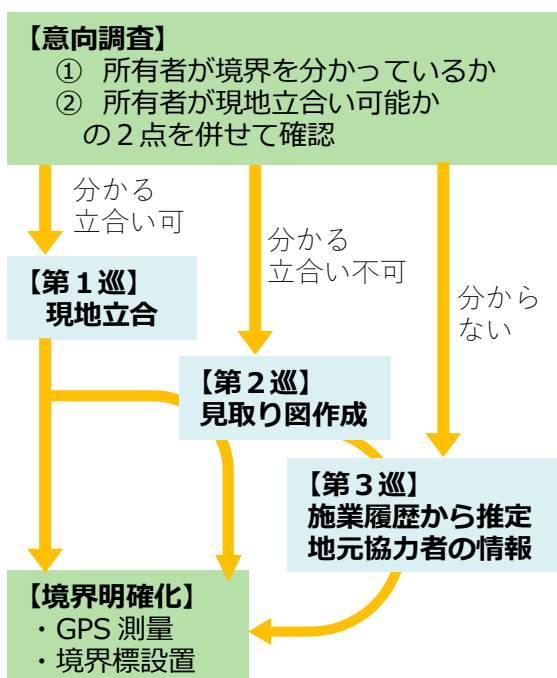 【意向調査】
① 所有者が境界を分かっているか
② 所有者が現地立合い可能か
の２点を併せて確認
分かる
立合い可
分かる
立合い不可
分から
ない
【第１巡】
現地立合
【第２巡】
見取り図作成
【第３巡】
施業履歴から推定
地元協力者の情報
【境界明確化】
・GPS 測量
・境界標設置